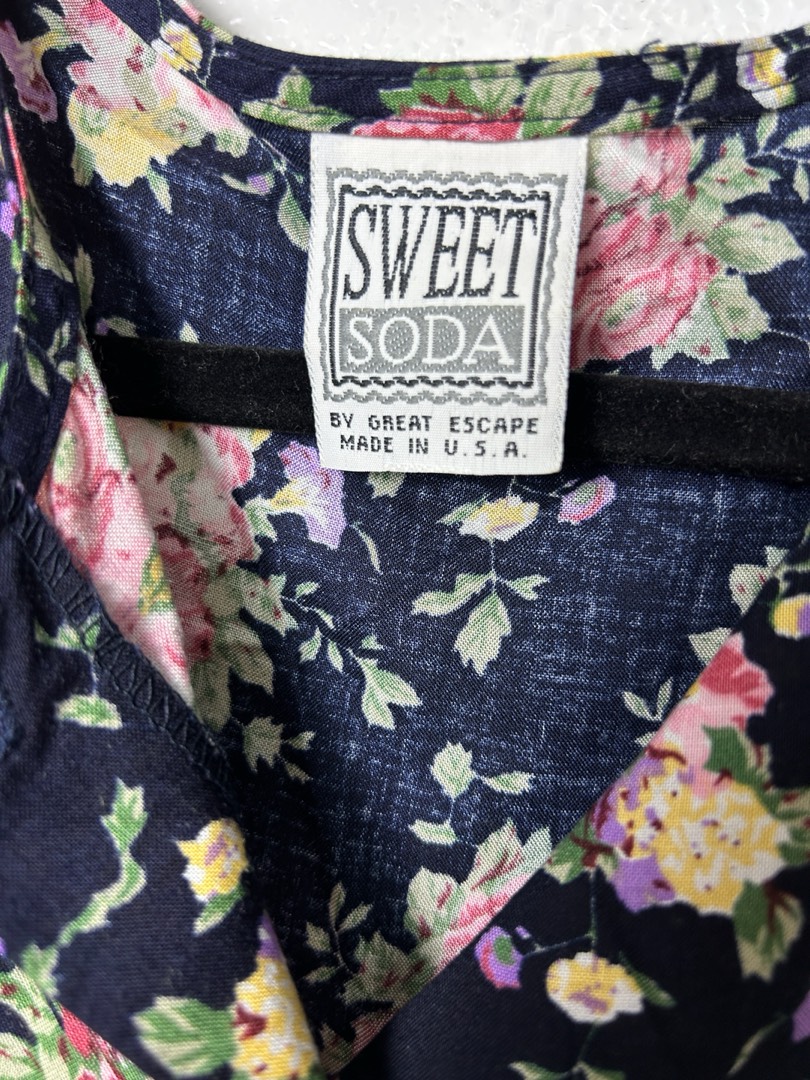 SWEET
SODA
BY GREAT ESCAPE
MADE IN U.S.A.